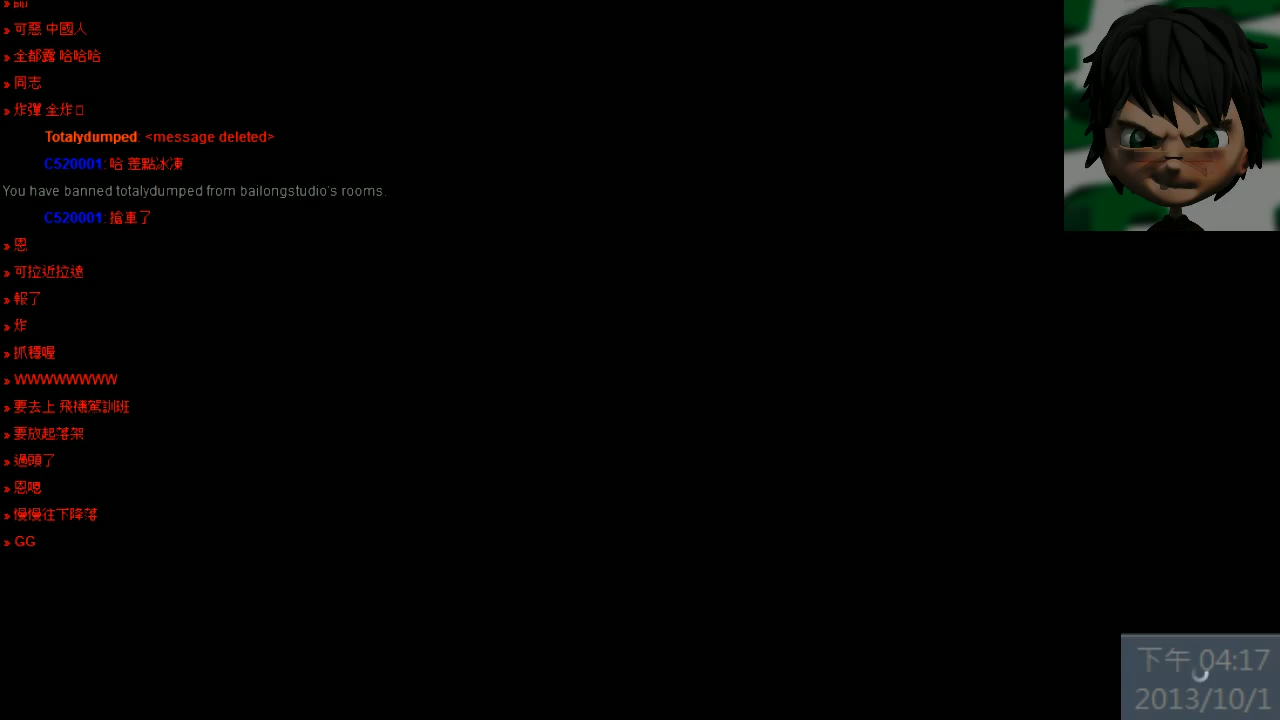 » 師
» 可惡 中國人
» 全都露 哈哈哈
» 同志
» 炸彈 全炸
Totalydumped: <message deleted>
C520001: 哈 差點冰凍
You have banned totalydumped from bailongstudio's rooms.
C520001: 搶車了
» 恩
» 可拉近拉遠
» 報了
» 炸
» 抓穩喔
» WWWWWWWWW
» 要去上 飛機駕訓班
» 要放起落架
» 過頭了
» 恩嗯
» 慢慢往下降落
» GG
下午 04:17
2013/10/1